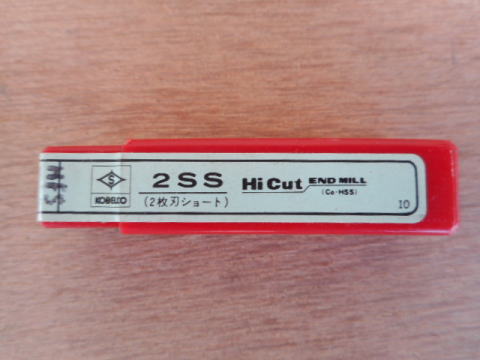 S
KOBELCO
2SS
(2枚刃ショート)
Hi Cut END MILL
(Co-HSS)
10